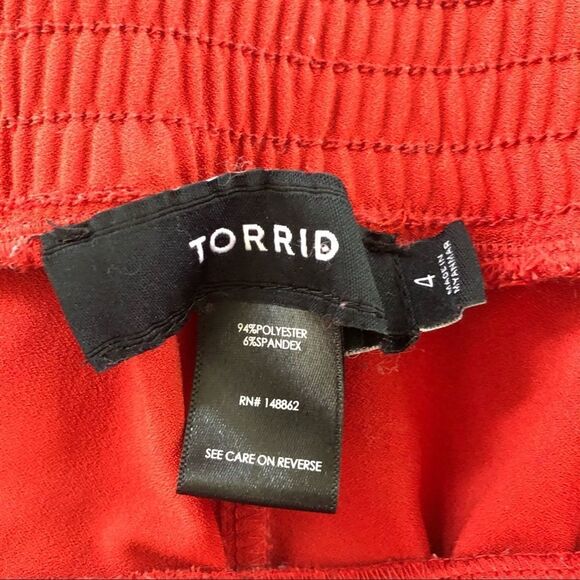 TORRID
4
MADE IN
MYANMAR
94%POLYESTER
6%SPANDEX
RN# 148862
SEE CARE ON REVERSE